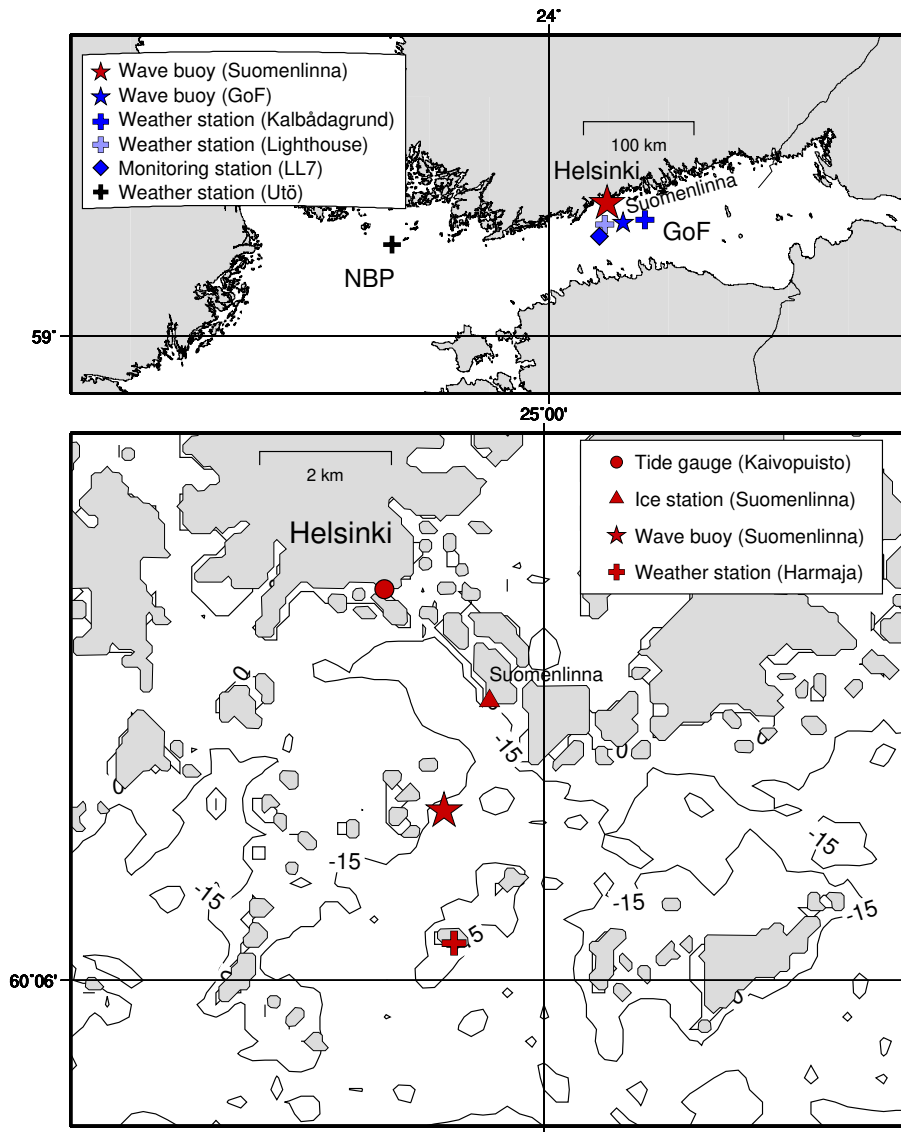 24°
Wave buoy (Suomenlinna)
Wave buoy (GoF)
Weather station (Kalbådagrund)
Weather station (Lighthouse)
Monitoring station (LL7)
Weather station (Utö)
100 km
Helsinki
Suomenlinna
GoF
NBP
59°
25°00'
2 km
Tide gauge (Kaivopuisto)
Ice station (Suomenlinna)
Wave buoy (Suomenlinna)
Weather station (Harmaja)
Helsinki
Suomenlinna
0
0
0
0
-15
-15
-15
-15
-15
-15
15
0
60°06'